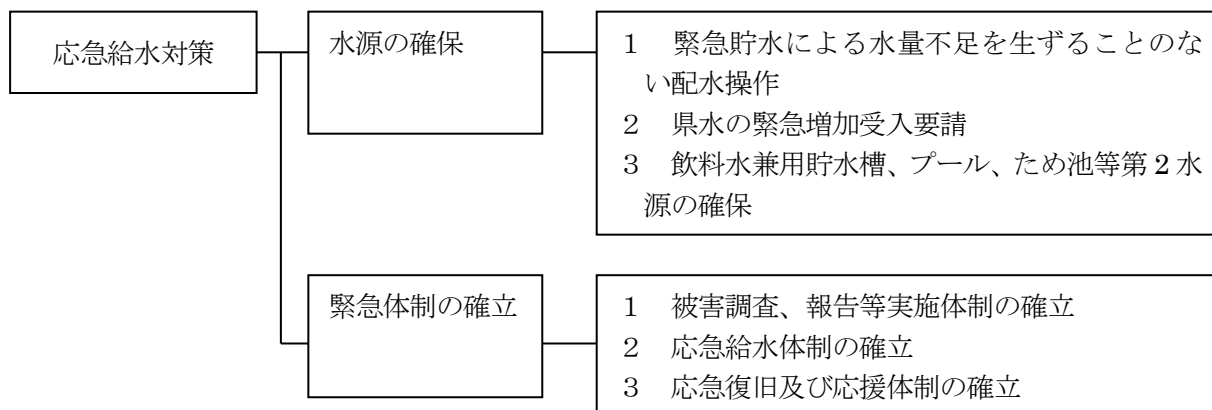 応急給水対策
水源の確保
1 緊急貯水による水量不足を生ずることのな
い配水操作
2 県水の緊急増加受入要請
3 飲料水兼用貯水槽、プール、ため池等第2水
源の確保
緊急体制の確立
1 被害調査、報告等実施体制の確立
2 応急給水体制の確立
3 応急復旧及び応援体制の確立